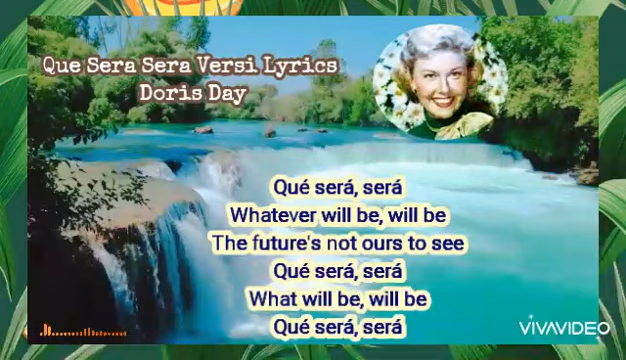 Que Sera Sera Versi Lyrics
Doris Day
Qué será, será
Whatever will be, will be
The future's not ours to see
Qué será, será
What will be, will be
Qué será, será
VIVAVIDEO